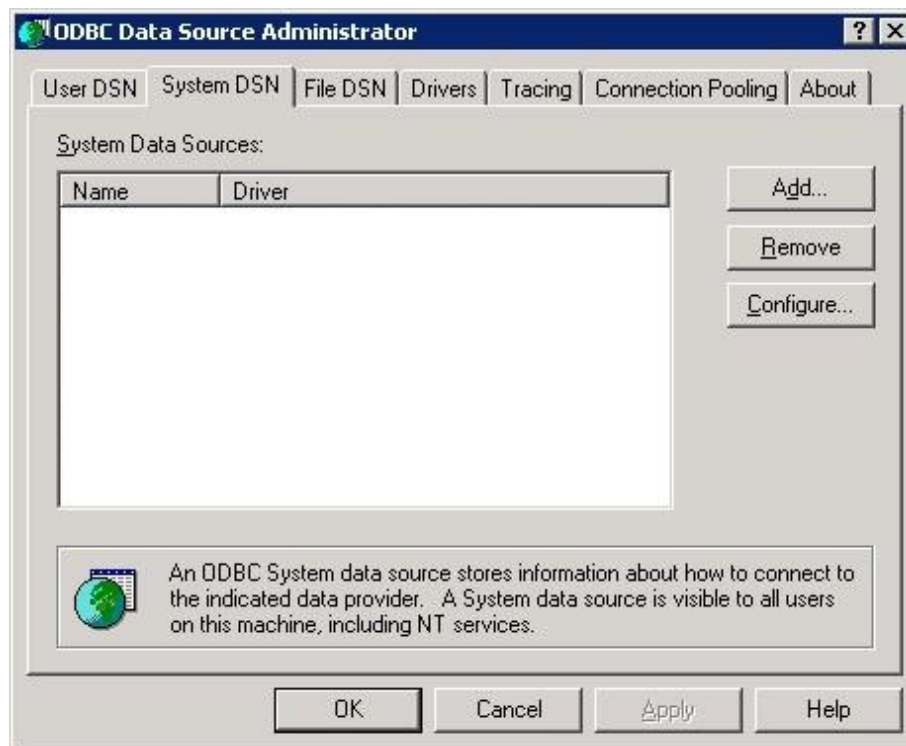 ODBC Data Source Administrator
User DSN
System DSN
File DSN
Drivers
Tracing
Connection Pooling
About
System Data Sources:
Name
Driver
Add...
Remove
Configure...
An ODBC System data source stores information about how to connect to
the indicated data provider. A System data source is visible to all users
on this machine, including NT services.
OK
Cancel
Apply
Help